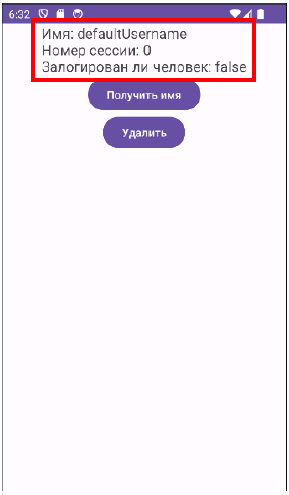 6:32
Имя: defaultUsername
Номер сессии: 0
Залогирован ли человек: false
Получить имя
Удалить